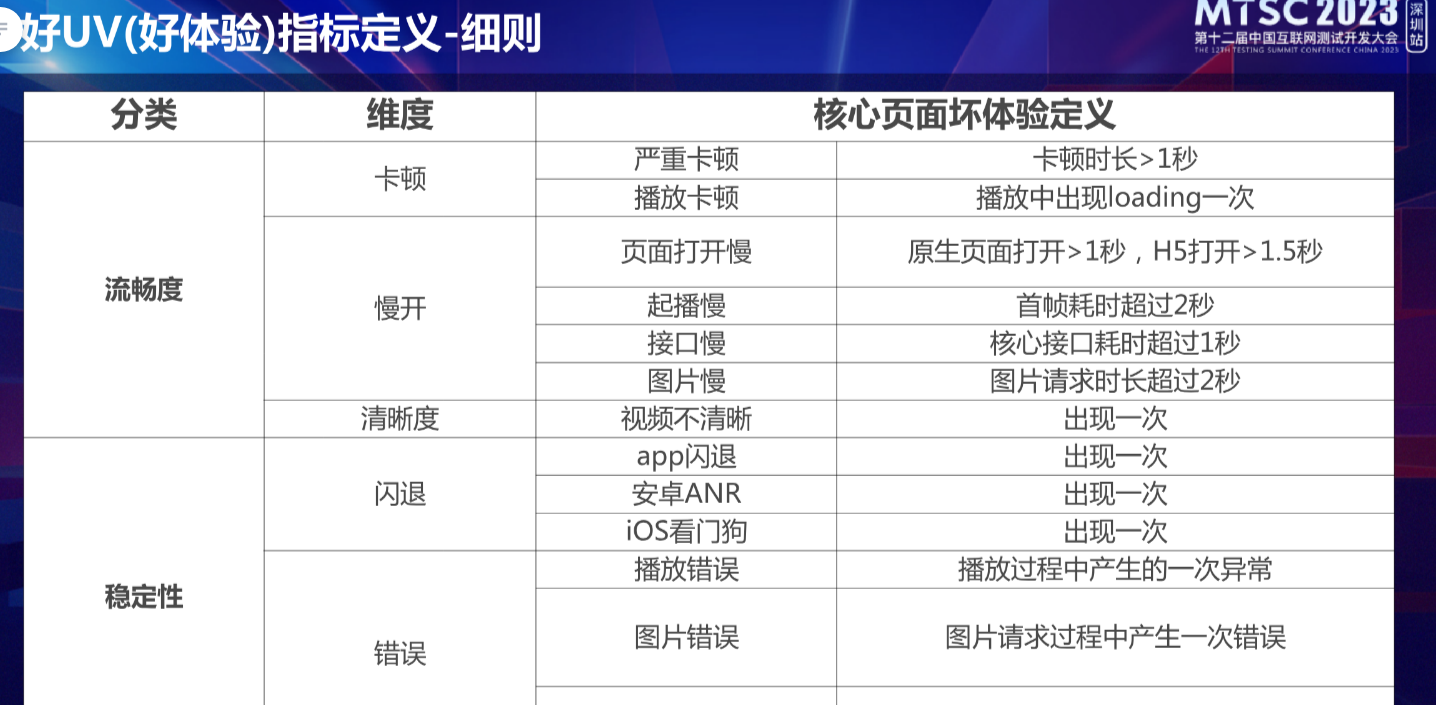 好UV(好体验)指标定义-细则
MTSC 2023
深圳站
第十二届中国互联网测试开发大会
THE 12TH TESTING SUMMIT CONFERENCE CHINA 2023
分类 维度 核心页面坏体验定义
流畅度 卡顿 严重卡顿 卡顿时长>1秒
播放卡顿 播放中出现loading一次
慢开 页面打开慢 原生页面打开>1秒，H5打开>1.5秒
起播慢 首帧耗时超过2秒
接口慢 核心接口耗时超过1秒
图片慢 图片请求时长超过2秒
清晰度 视频不清晰 出现一次
稳定性 闪退 app闪退 出现一次
安卓ANR 出现一次
iOS看门狗 出现一次
错误 播放错误 播放过程中产生的一次异常
图片错误 图片请求过程中产生一次错误